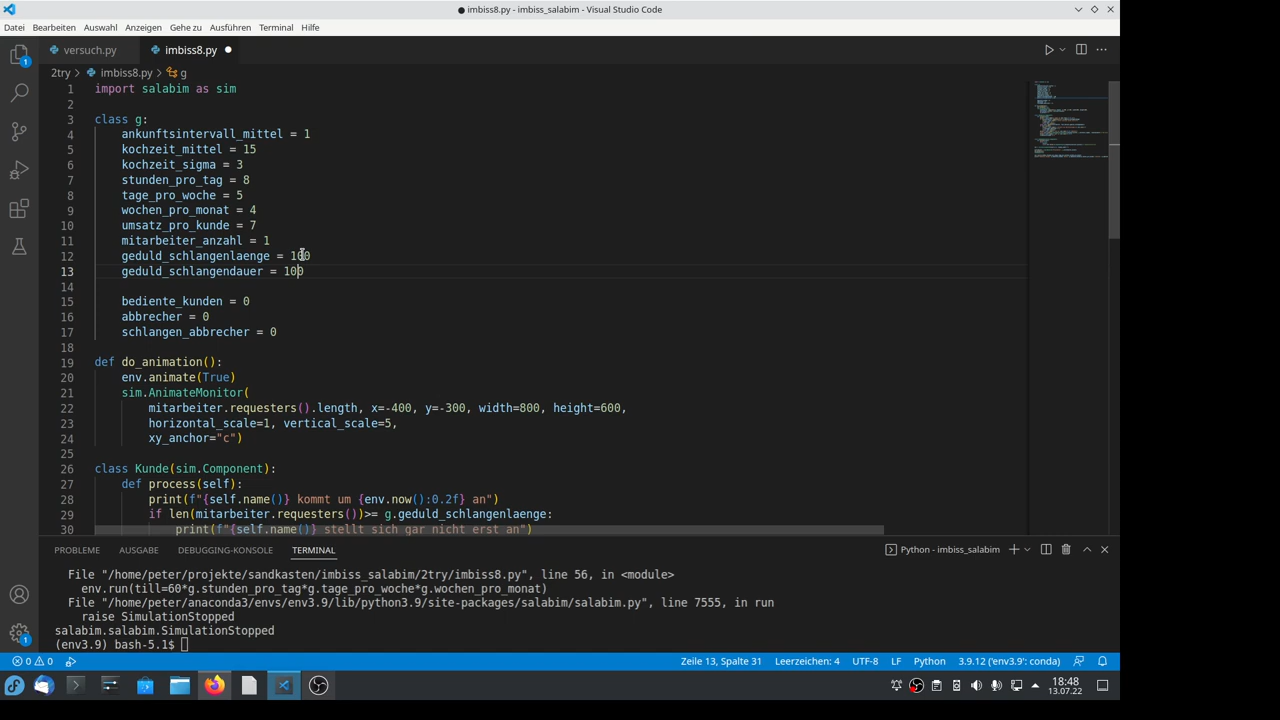 imbiss8.py - imbiss_salabim - Visual Studio Code
Datei Bearbeiten Auswahl Anzeigen Gehe zu Ausführen Terminal Hilfe
versuch.py imbiss8.py
2try > imbiss8.py > g
1 import salabim as sim
2
3 class g:
4 ankunftsintervall_mittel = 1
5 kochzeit_mittel = 15
6 kochzeit_sigma = 3
7 stunden_pro_tag = 8
8 tage_pro_woche = 5
9 wochen_pro_monat = 4
10 umsatz_pro_kunde = 7
11 mitarbeiter_anzahl = 1
12 geduld_schlangenlaenge = 100
13 geduld_schlangendauer = 100
14
15 bediente_kunden = 0
16 abbrecher = 0
17 schlangen_abbrecher = 0
18
19 def do_animation():
20 env.animate(True)
21 sim.AnimateMonitor(
22 mitarbeiter.requesters().length, x=-400, y=-300, width=800, height=600,
23 horizontal_scale=1, vertical_scale=5,
24 xy_anchor="c")
25
26 class Kunde(sim.Component):
27 def process(self):
28 print(f"{self.name()} kommt um {env.now():0.2f} an")
29 if len(mitarbeiter.requesters())>= g.geduld_schlangenlaenge:
30 print(f"{self.name()} stellt sich gar nicht erst an")
PROBLEME AUSGABE DEBUGGING-KONSOLE TERMINAL Python - imbiss_salabim
File "/home/peter/projekte/sandkasten/imbiss_salabim/2try/imbiss8.py", line 56, in <module>
env.run(till=60*g.stunden_pro_tag*g.tage_pro_woche*g.wochen_pro_monat)
File "/home/peter/anaconda3/envs/env3.9/lib/python3.9/site-packages/salabim/salabim.py", line 7555, in run
raise SimulationStopped
salabim.salabim.SimulationStopped
(env3.9) bash-5.1$
0 0 Zeile 13, Spalte 31 Leerzeichen: 4 UTF-8 LF Python 3.9.12 ('env3.9': conda)
18:48
13.07.22